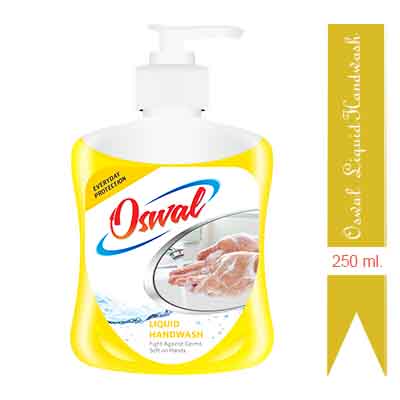 EVERYDAY
PROTECTION
Oswal
LIQUID
HANDWASH
Fight Against Germs
Soft on Hands
Oswal Liquid Handwash
250 ml.